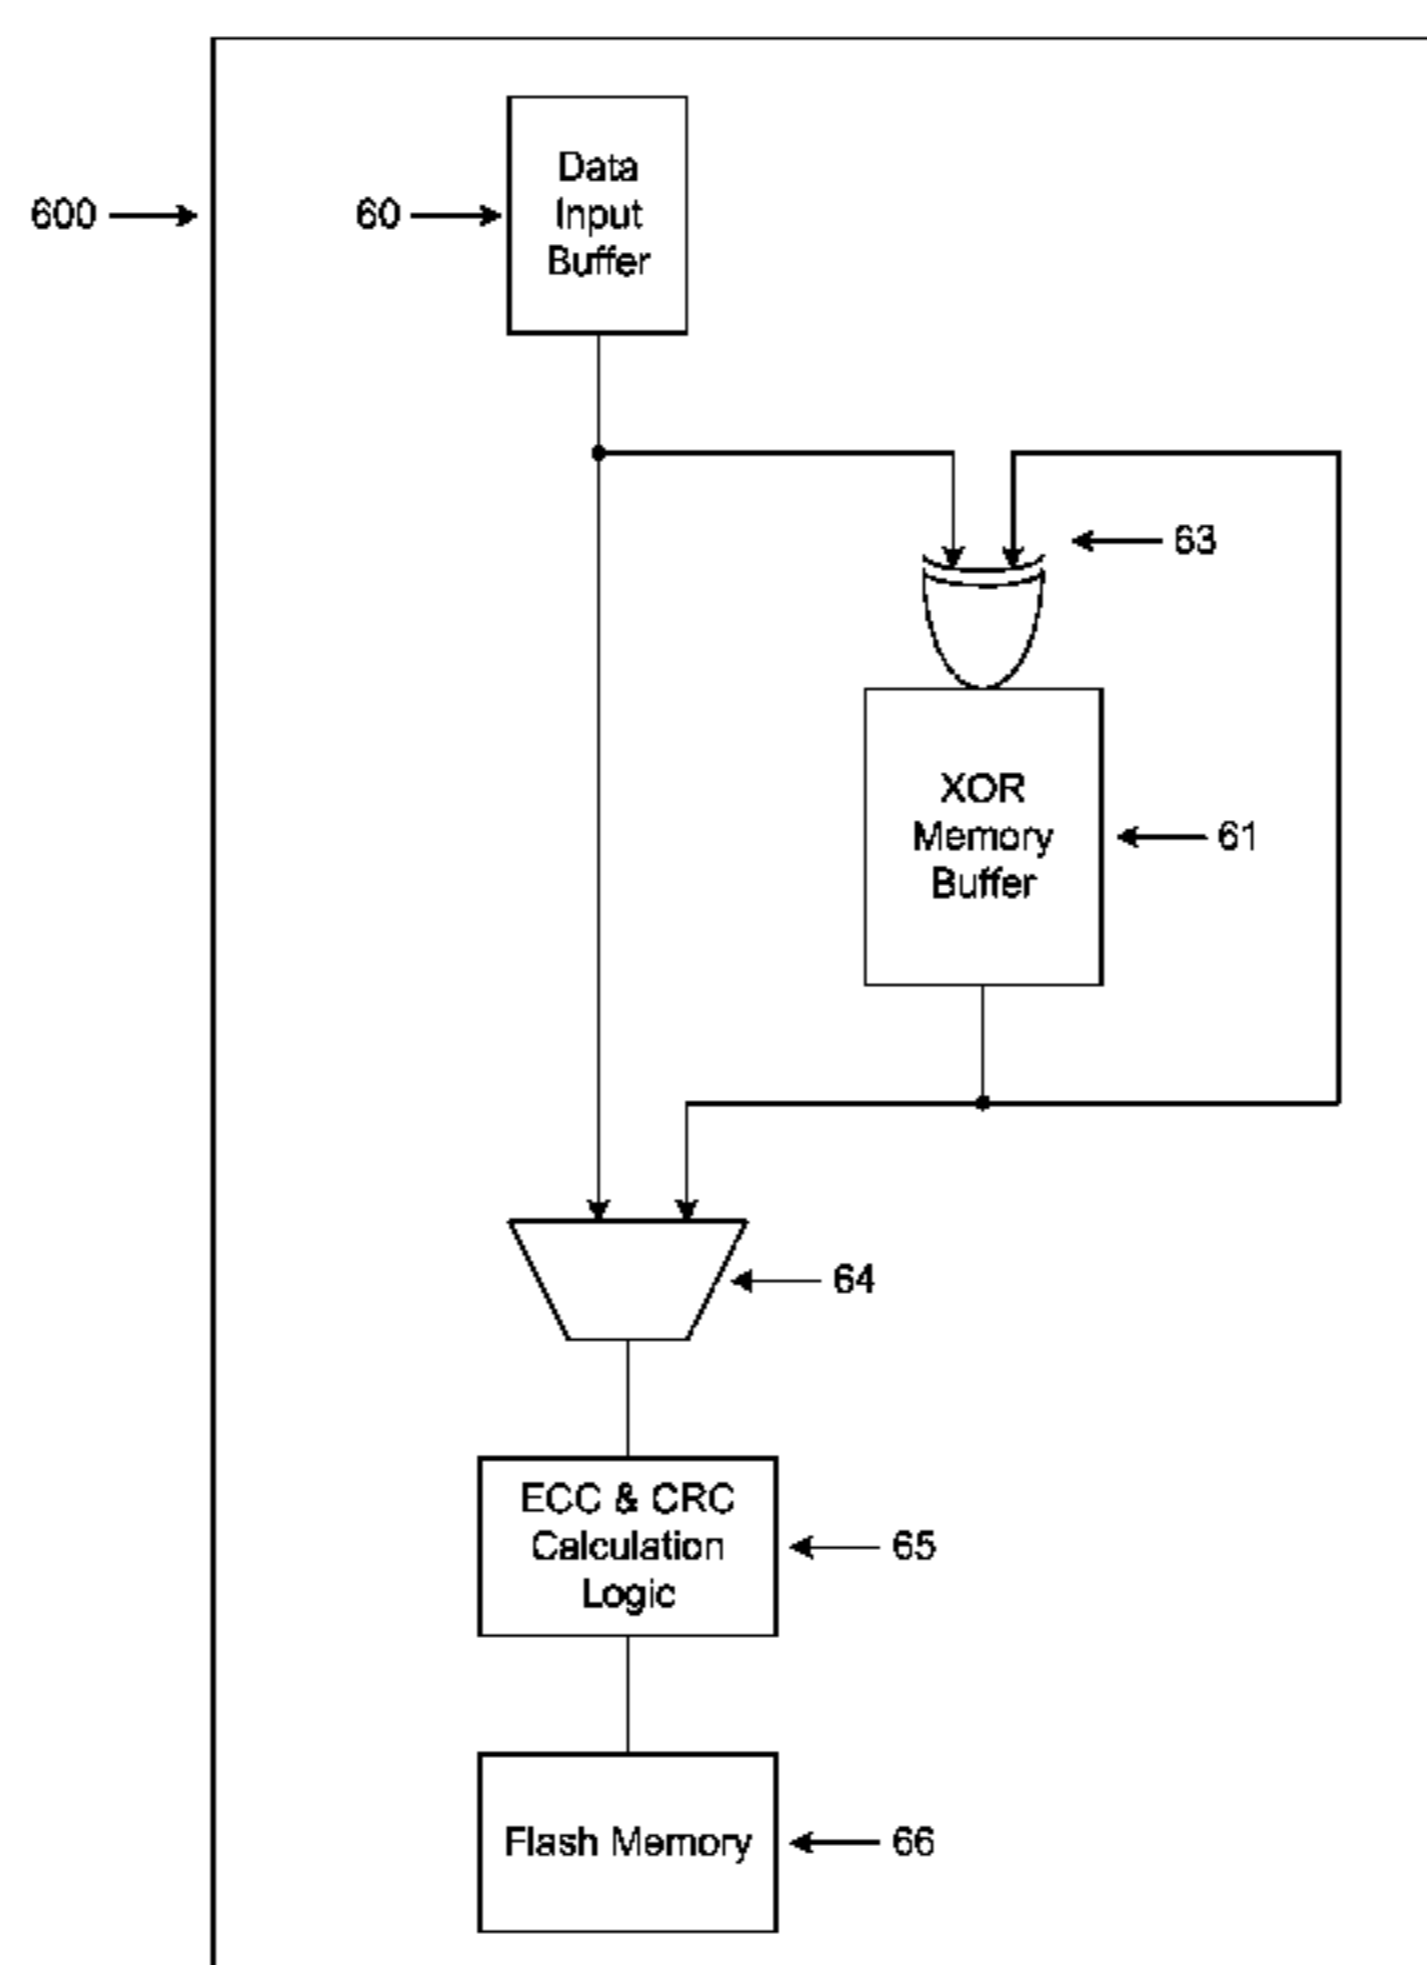 Data
Input
Buffer
600
60
63
XOR
Memory
Buffer
61
64
ECC & CRC
Calculation
Logic
65
Flash Memory
66